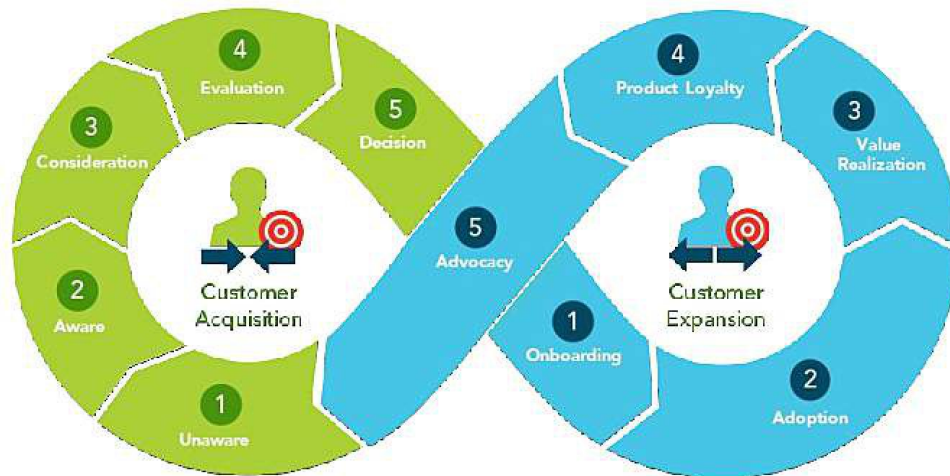 1
Unaware
2
Aware
3
Consideration
4
Evaluation
5
Decision
Customer
Acquisition
1
Onboarding
2
Adoption
3
Value
Realization
4
Product Loyalty
5
Advocacy
Customer
Expansion